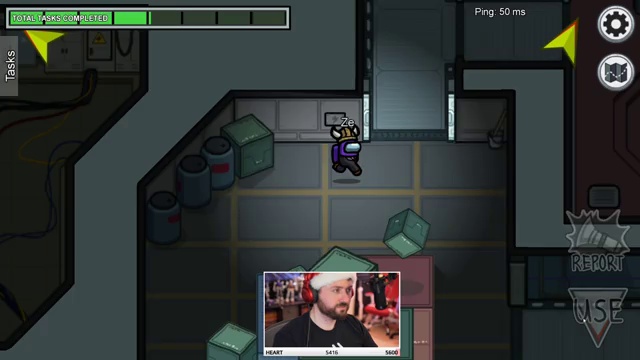 TOTAL TASKS COMPLETED
Ping: 50 ms
Tasks
Ze
REPORT
USE
HEART 5416 5600